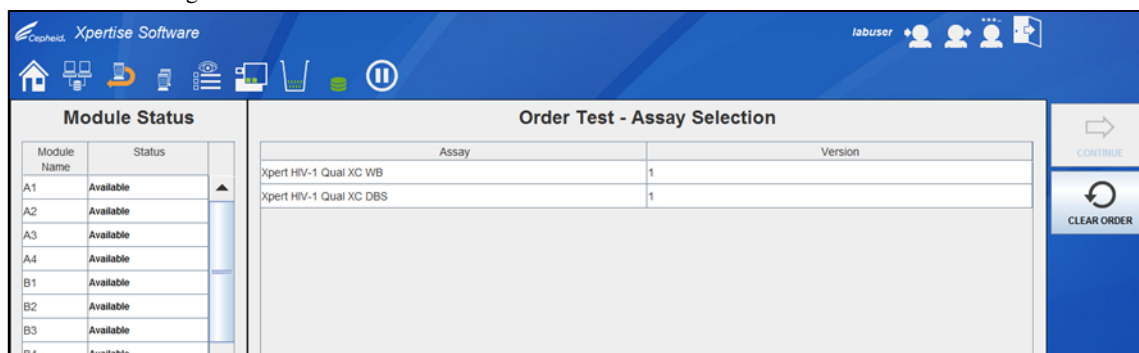 Cepheid. Xpertise Software
labuser
Module Status
Module Name
Status
A1 Available
A2 Available
A3 Available
A4 Available
B1 Available
B2 Available
B3 Available
Order Test - Assay Selection
Assay Version
Xpert HIV-1 Qual XC WB 1
Xpert HIV-1 Qual XC DBS 1
CONTINUE
CLEAR ORDER